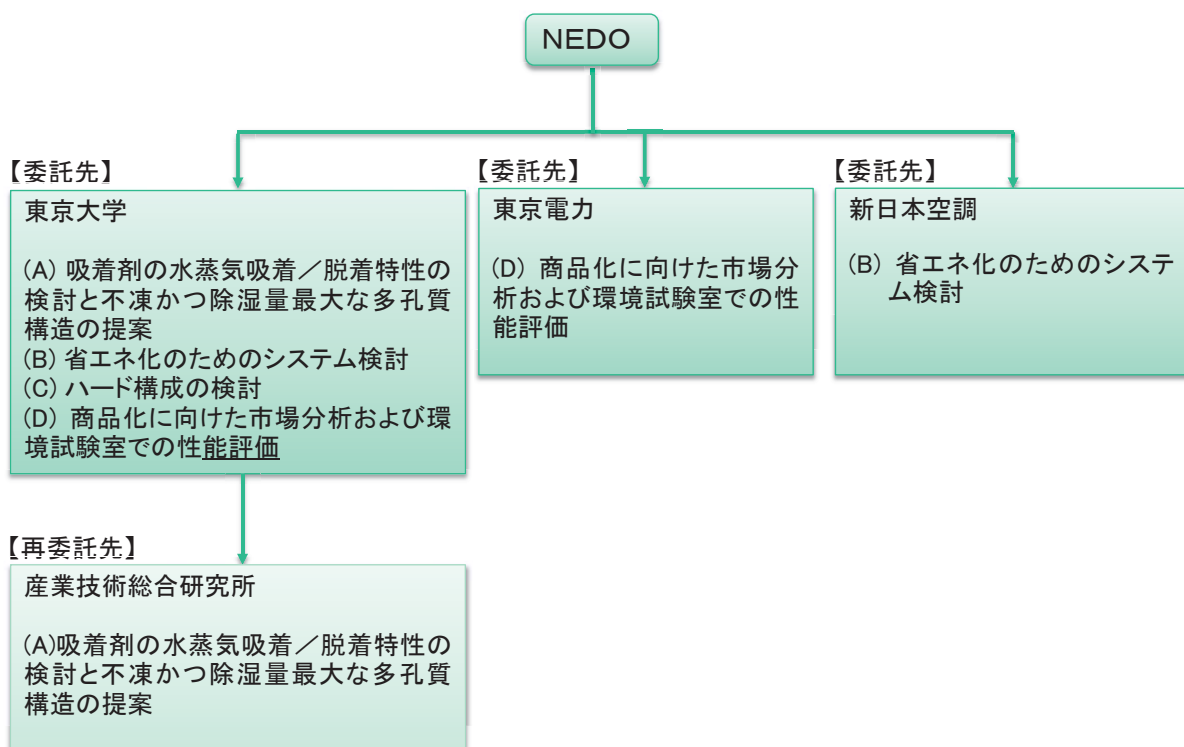 NEDO
【委託先】
東京大学
(A) 吸着剤の水蒸気吸着／脱着特性の
検討と不凍かつ除湿量最大な多孔質
構造の提案
(B) 省エネ化のためのシステム検討
(C) ハード構成の検討
(D) 商品化に向けた市場分析および環
境試験室での性能評価
【委託先】
東京電力
(D) 商品化に向けた市場分
析および環境試験室での性
能評価
【委託先】
新日本空調
(B) 省エネ化のためのシステ
ム検討
【再委託先】
産業技術総合研究所
(A)吸着剤の水蒸気吸着／脱着特性の
検討と不凍かつ除湿量最大な多孔質
構造の提案